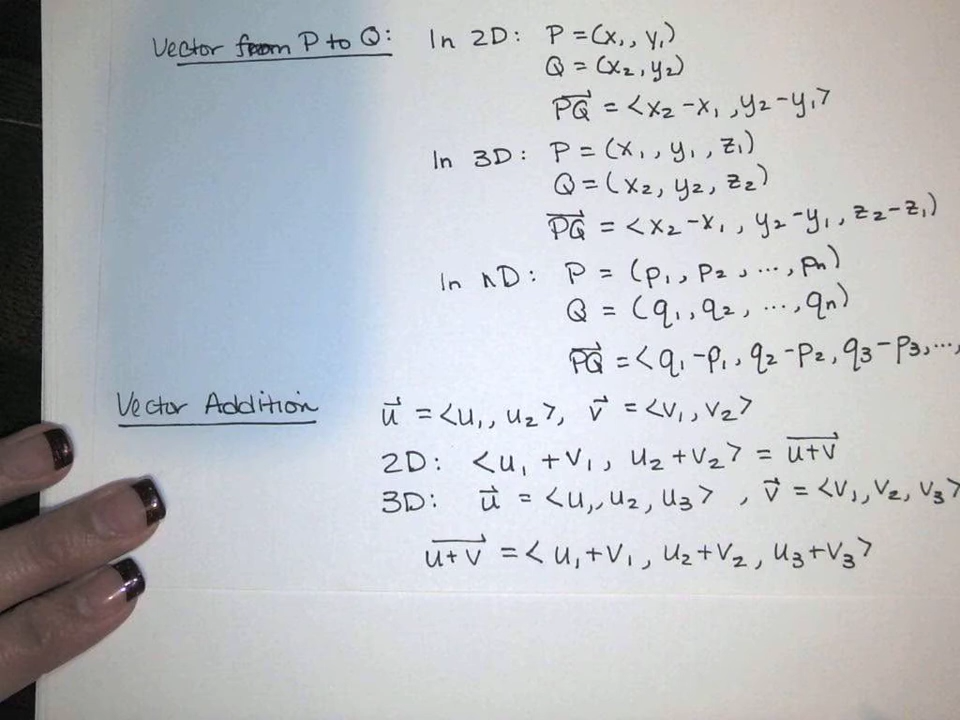 Vector from P to Q: In 2D: P = (x₁, y₁)
Q = (x₂, y₂)
P⃗Q⃗ = <x₂ - x₁, y₂ - y₁>
In 3D: P = (x₁, y₁, z₁)
Q = (x₂, y₂, z₂)
P⃗Q⃗ = <x₂ - x₁, y₂ - y₁, z₂ - z₁)
In nD: P = (p₁, p₂, ..., pₙ)
Q = (q₁, q₂, ..., qₙ)
P⃗Q⃗ = <q₁ - p₁, q₂ - p₂, q₃ - p₃, ...,
Vector Addition u⃗ = <u₁, u₂>, v⃗ = <v₁, v₂>
2D: <u₁ + v₁, u₂ + v₂> = u⃗+v⃗
3D: u⃗ = <u₁, u₂, u₃>, v⃗ = <v₁, v₂, v₃>
u⃗+v⃗ = <u₁ + v₁, u₂ + v₂, u₃ + v₃>